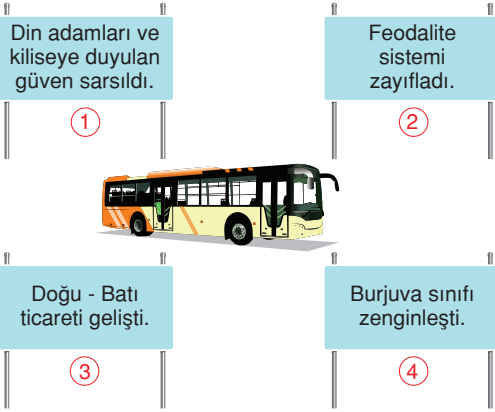 Din adamları ve
kiliseye duyulan
güven sarsıldı.
1
Feodalite
sistemi
zayıfladı.
2
Doğu - Batı
ticareti gelişti.
3
Burjuva sınıfı
zenginleşti.
4